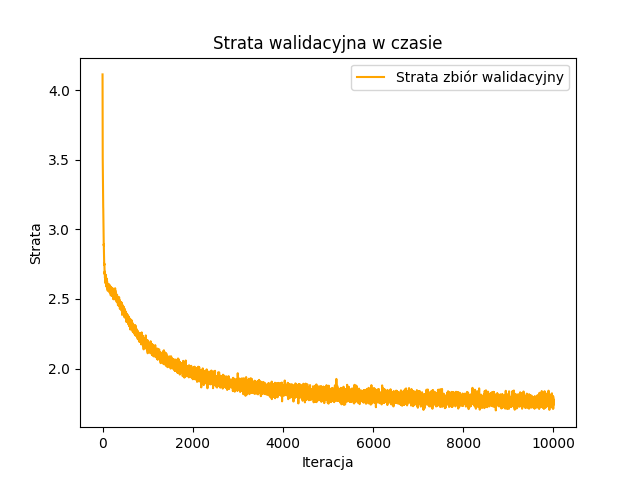 Strata walidacyjna w czasie
Strata zbiór walidacyjny
4.0
3.5
3.0
2.5
2.0
Strata
0
2000
4000
6000
8000
10000
Iteracja